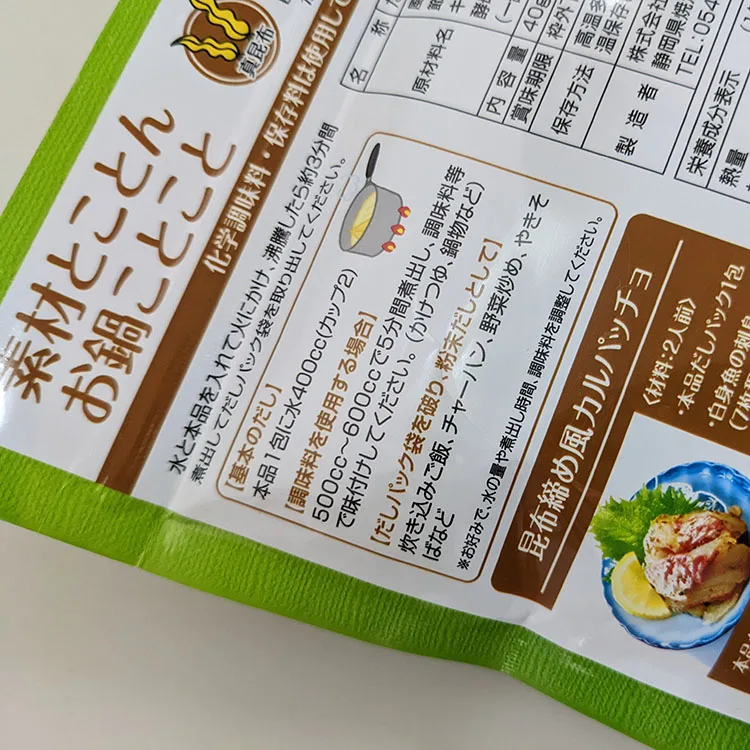 真昆布
素材とことん
お鍋ことこと
化学調味料・保存料は使用して
水と本品を入れて火にかけ、沸騰したら約3分間
煮出してだしパック袋を取り出してください。
【基本のだし】
本品1包に水400cc(カップ2)
【調味料を使用する場合】
500cc～600ccで5分間煮出し、調味料等
で味付けしてください。(かけつゆ、鍋物など)
【だしパック袋を破り、粉末だしとして】
炊き込みご飯、チャーハン、野菜炒め、やきそ
ばなど
※お好みで、水の量や煮出し時間、調味料を調整してください。
名 称
原材料名
内容量 40g
賞味期限 枠外
保存方法 高温多
温保存
製造者 株式会社
静岡県焼
TEL:054
栄養成分表示
熱量
昆布締め風カルパッチョ
〈材料:2人前〉
・本品だしパック1包
・白身魚の刺
本品